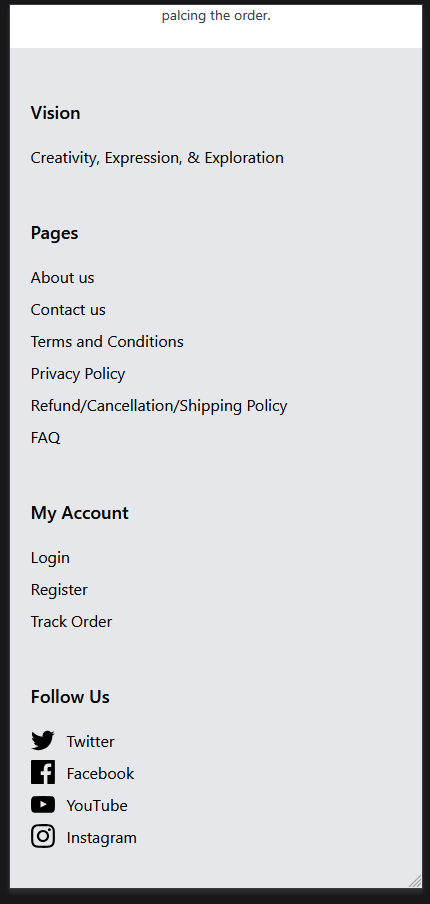 palcing the order.
Vision
Creativity, Expression, & Exploration
Pages
About us
Contact us
Terms and Conditions
Privacy Policy
Refund/Cancellation/Shipping Policy
FAQ
My Account
Login
Register
Track Order
Follow Us
Twitter
Facebook
YouTube
Instagram